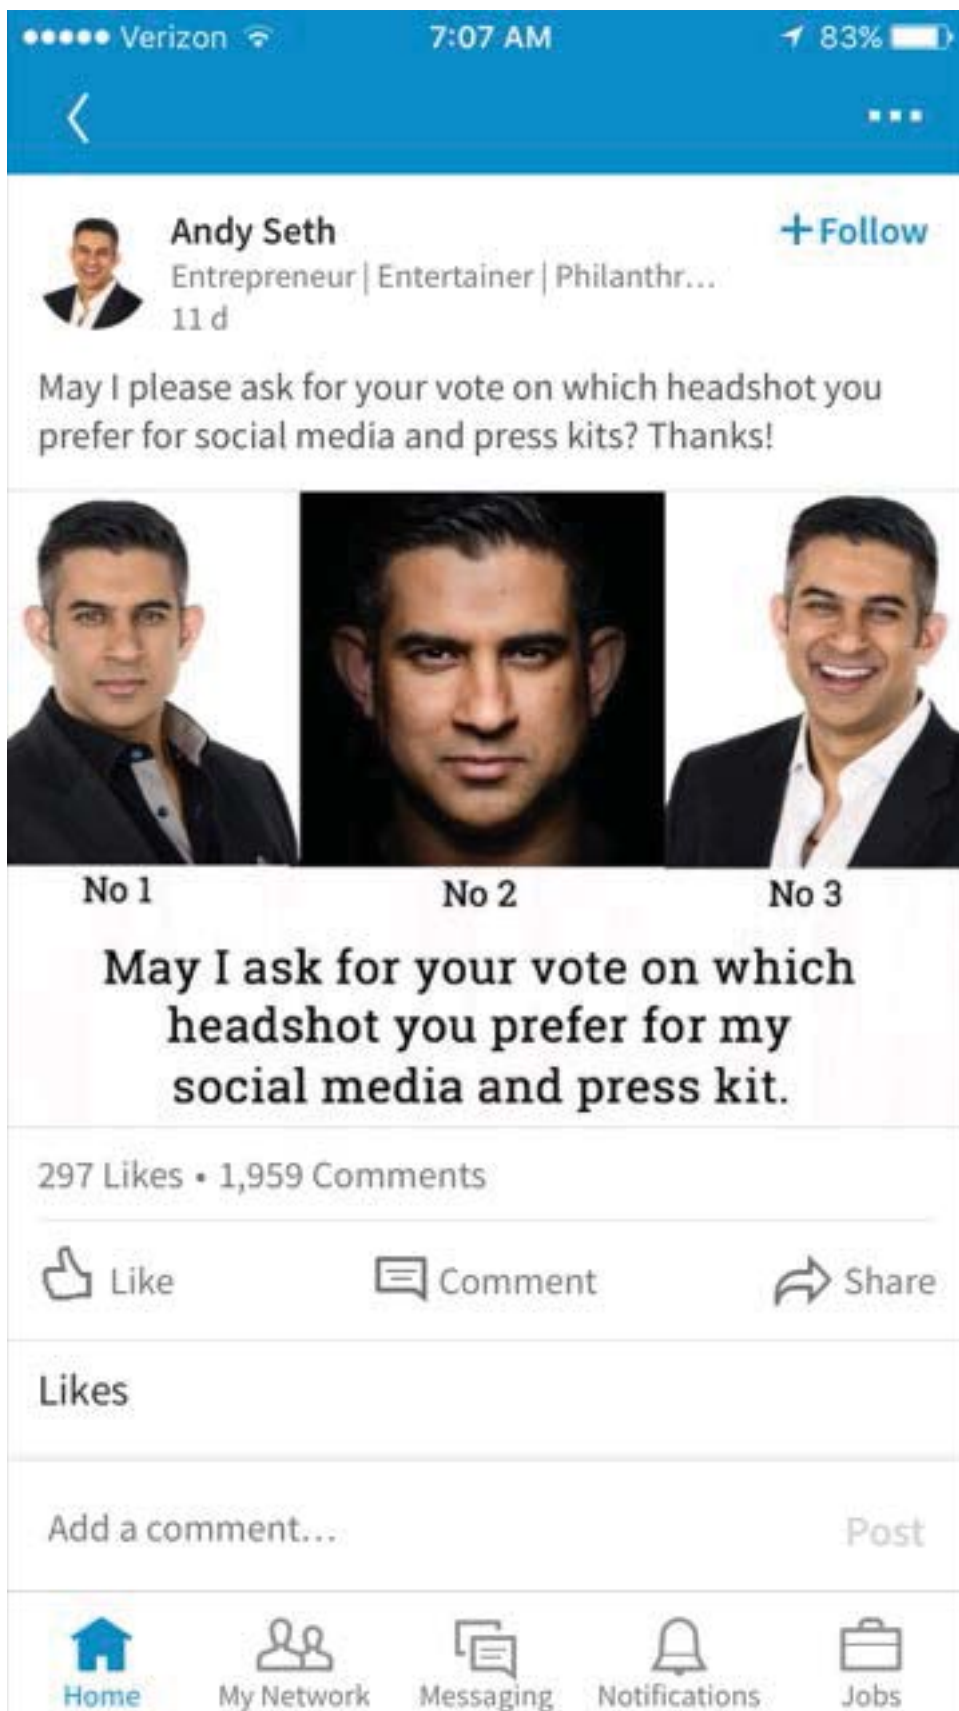 Verizon 7:07 AM 83%
Andy Seth +Follow
Entrepreneur | Entertainer | Philanthr...
11 d
May I please ask for your vote on which headshot you
prefer for social media and press kits? Thanks!
No 1 No 2 No 3
May I ask for your vote on which
headshot you prefer for my
social media and press kit.
297 Likes • 1,959 Comments
Like Comment Share
Likes
Add a comment... Post
Home My Network Messaging Notifications Jobs